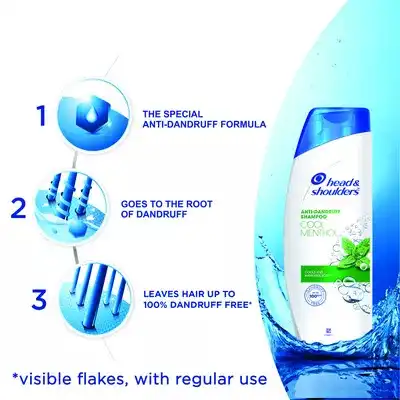 1
THE SPECIAL
ANTI-DANDRUFF FORMULA
2
GOES TO THE ROOT
OF DANDRUFF
3
LEAVES HAIR UP TO
100% DANDRUFF FREE*
*visible flakes, with regular use
head&
shoulders
ANTI-DANDRUFF
SHAMPOO
COOL
MENTHOL
100%